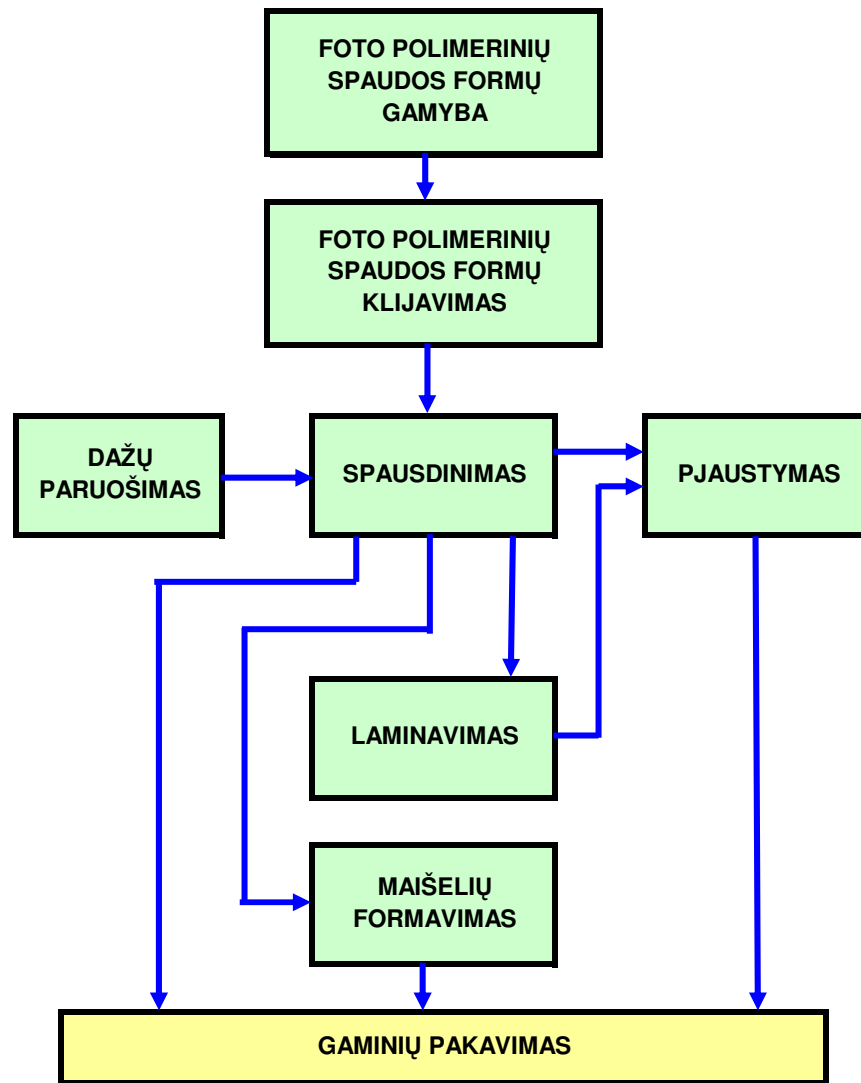 FOTO POLIMERINIŲ
SPAUDOS FORMŲ
GAMYBA
FOTO POLIMERINIŲ
SPAUDOS FORMŲ
KLIJAVIMAS
DAŽŲ
PARUOŠIMAS
SPAUSDINIMAS
PJAUSTYMAS
LAMINAVIMAS
MAIŠELIŲ
FORMAVIMAS
GAMINIŲ PAKAVIMAS